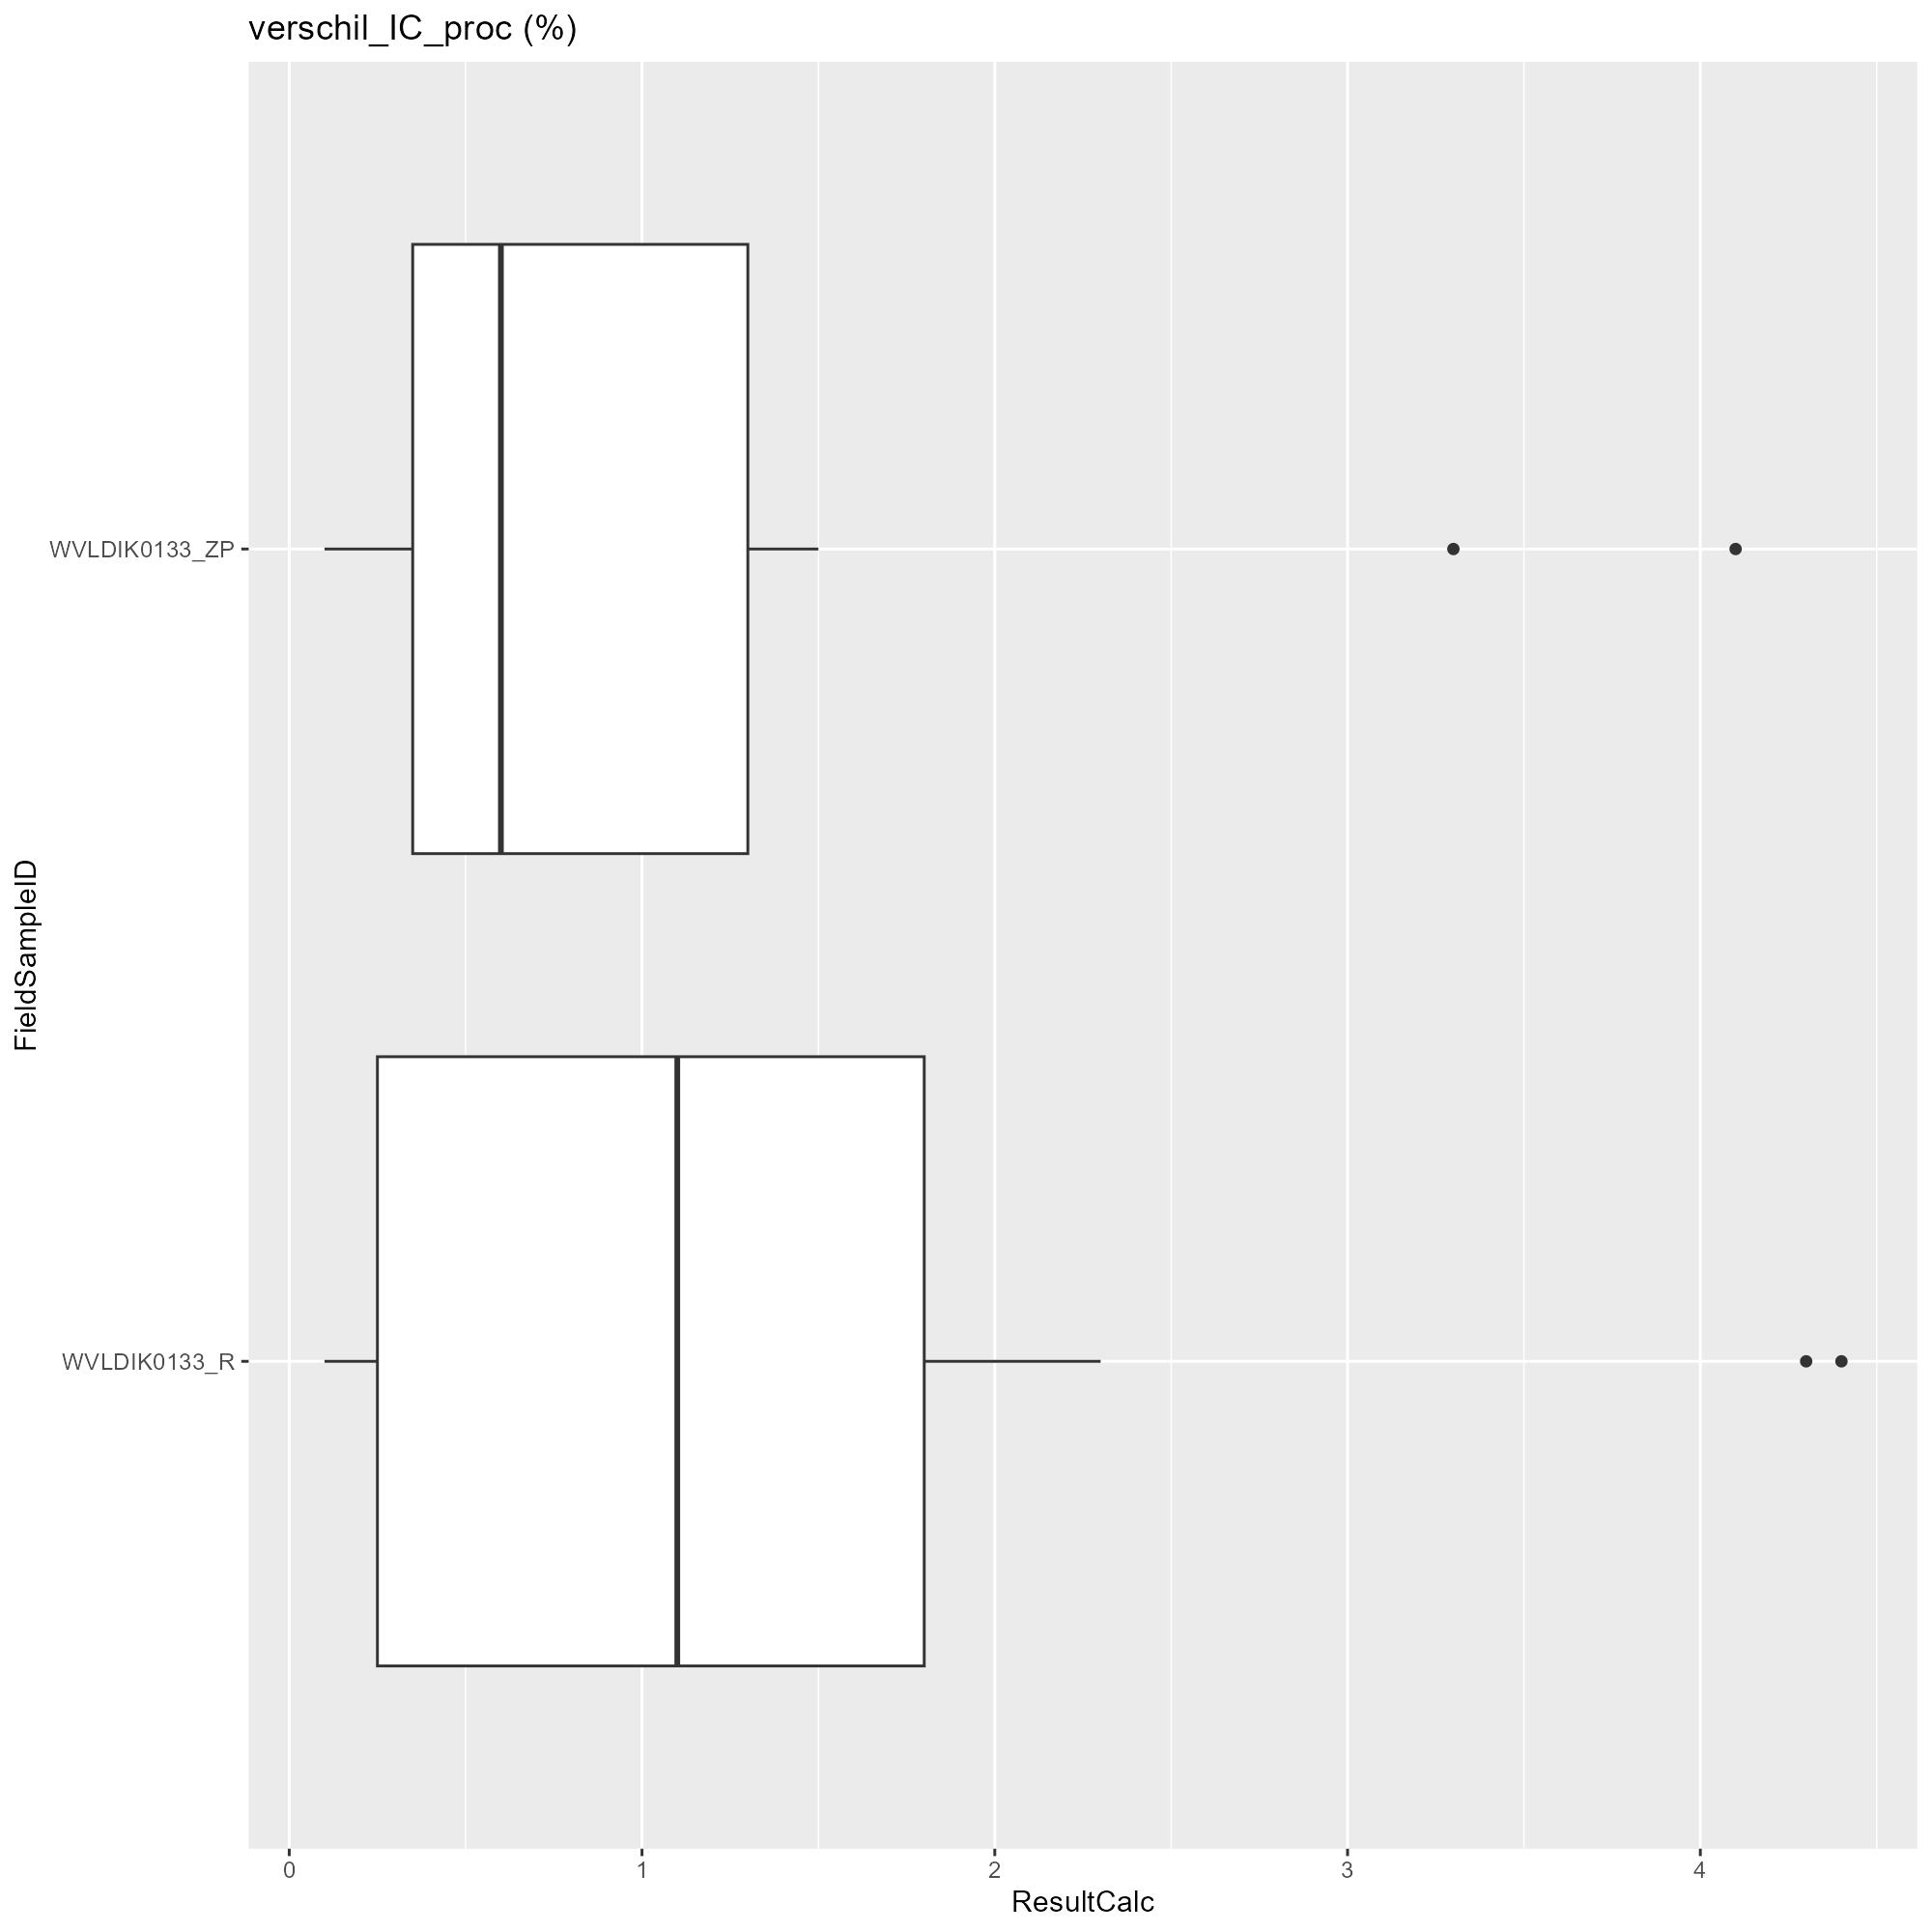 verschil_IC_proc (%)
FieldSampleID
WVLDIK0133_ZP
WVLDIK0133_R
0 1 2 3 4
ResultCalc